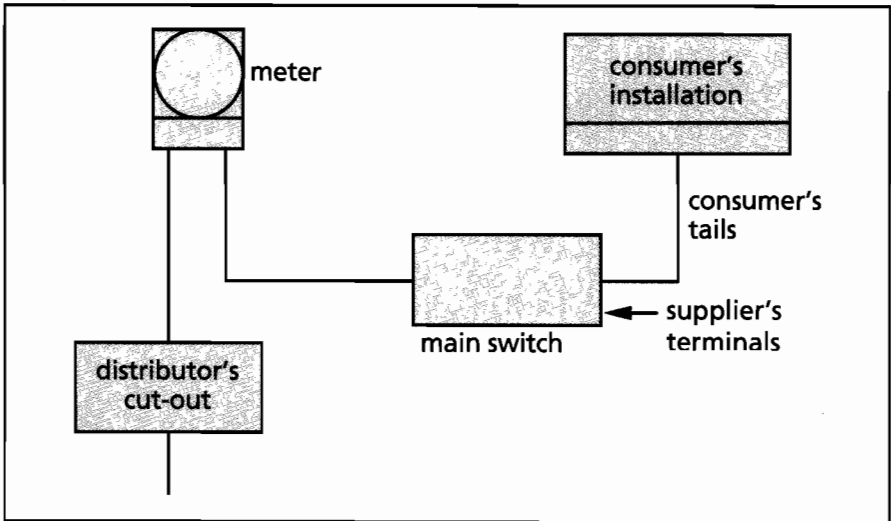 meter
consumer's
installation
consumer's
tails
supplier's
terminals
main switch
distributor's
cut-out